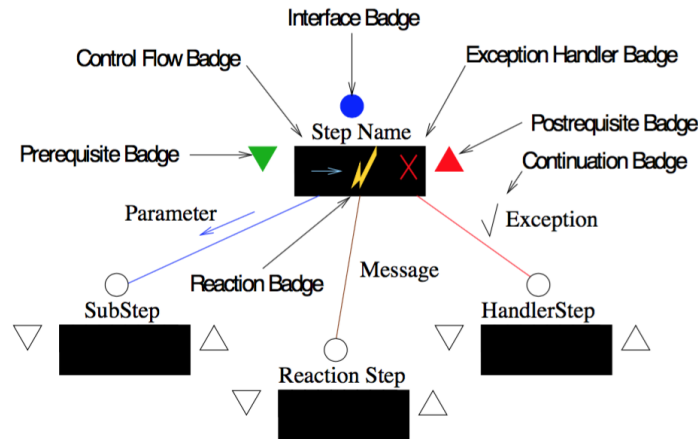 Interface Badge
Control Flow Badge
Exception Handler Badge
Step Name
Postrequisite Badge
Prerequisite Badge
Continuation Badge
Parameter
Exception
Reaction Badge
Message
SubStep
HandlerStep
Reaction Step